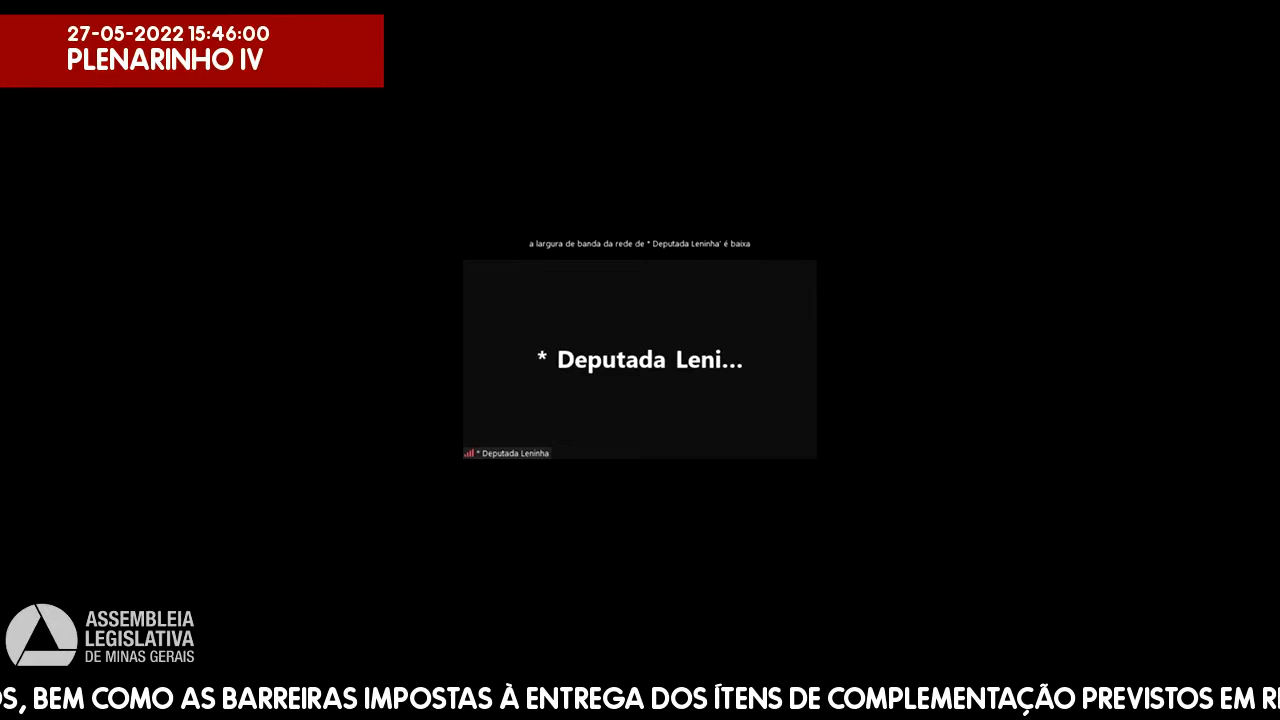 27-05-2022 15:46:00
PLENARINHO IV
a largura de banda da rede de * Deputada Leninha' é baixa
* Deputada Leni...
* Deputada Leninha
ASSEMBLEIA
LEGISLATIVA
DE MINAS GERAIS
OS, BEM COMO AS BARREIRAS IMPOSTAS À ENTREGA DOS ÍTENS DE COMPLEMENTAÇÃO PREVISTOS EM